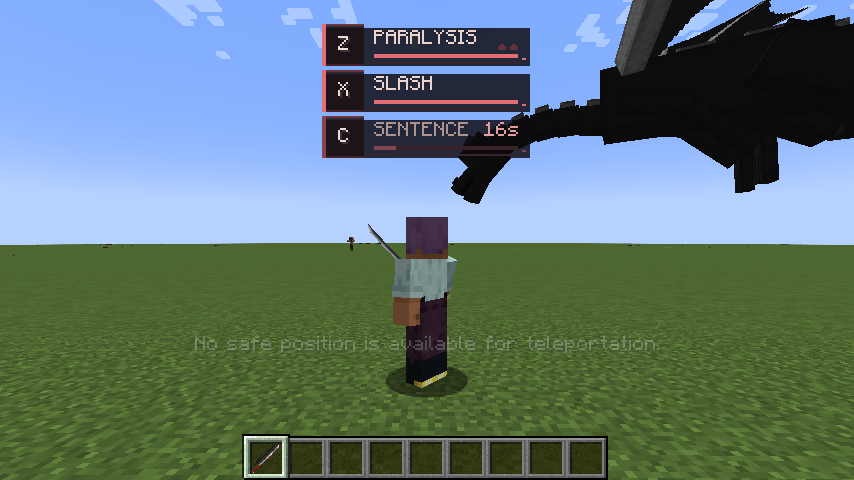 Z PARALYSIS
X SLASH
C SENTENCE 16s
No safe position is available for teleportation.